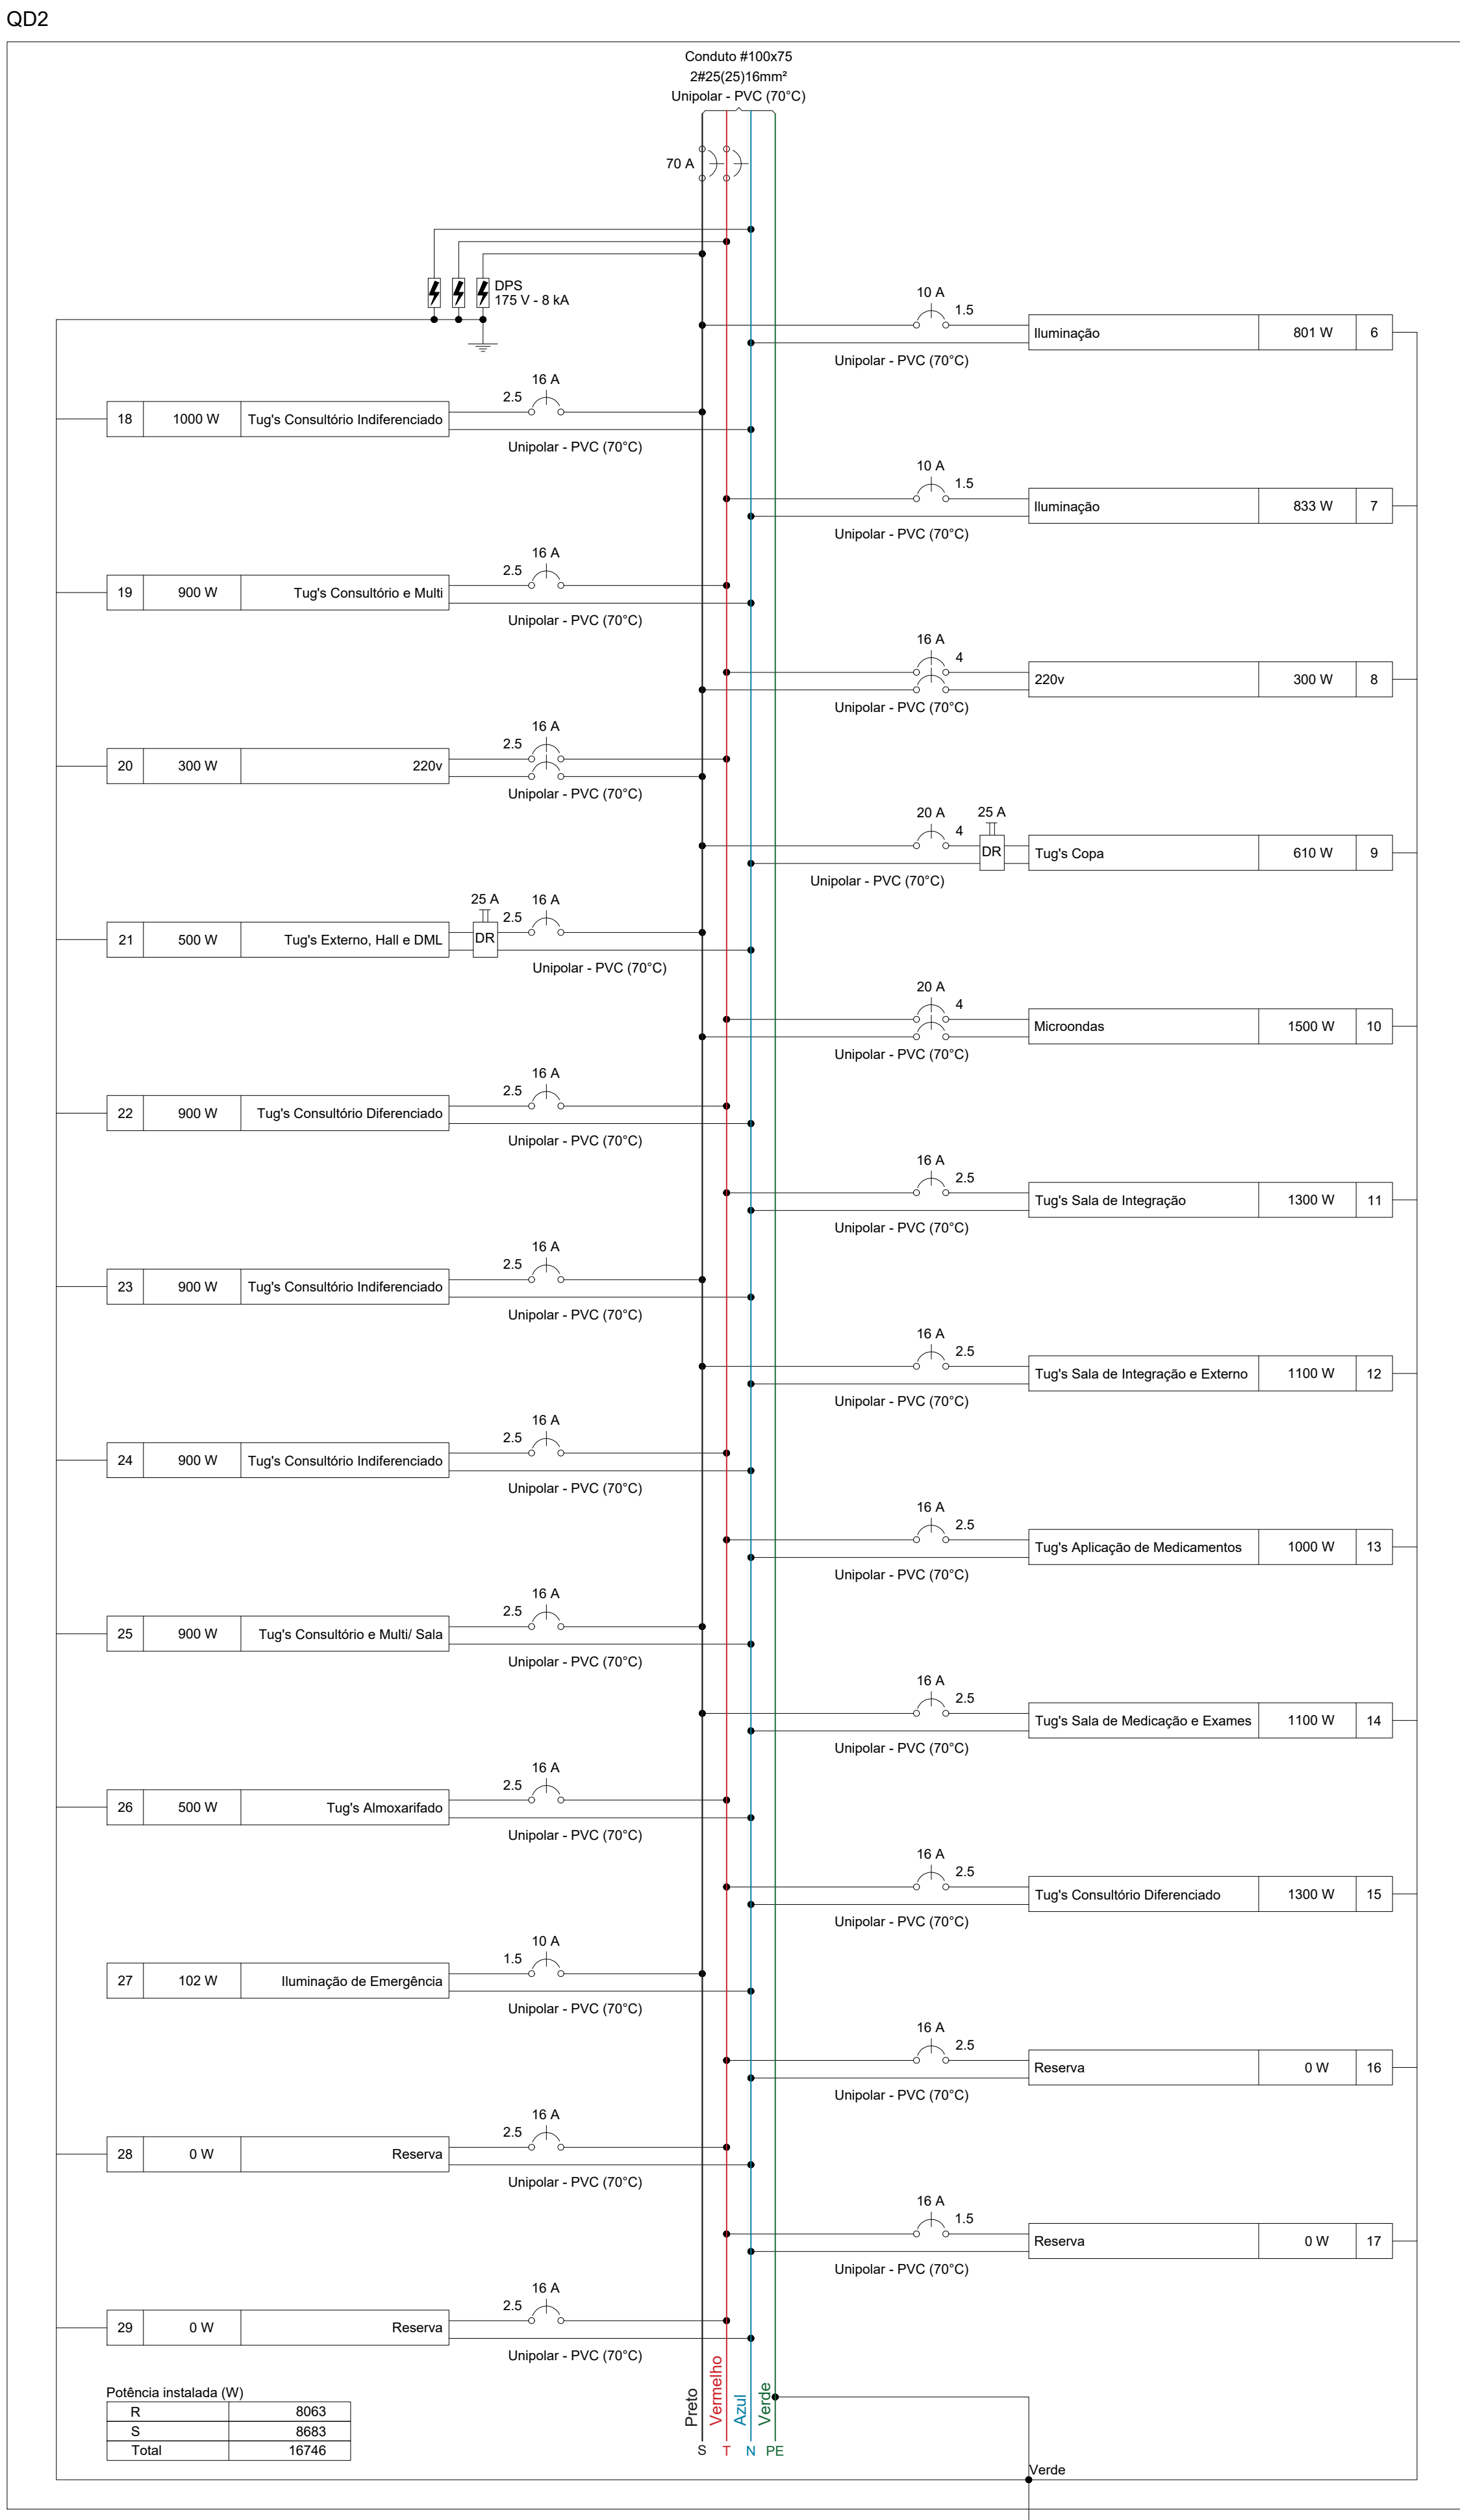 QD2
Conduto #100x75
2#25(25)16mm²
Unipolar - PVC (70°C)
70 A
DPS
175 V - 8 kA
10 A
1.5
Iluminação 801 W 6
Unipolar - PVC (70°C)
16 A
2.5
18 1000 W Tug's Consultório Indiferenciado
Unipolar - PVC (70°C)
10 A
1.5
Iluminação 833 W 7
Unipolar - PVC (70°C)
16 A
2.5
19 900 W Tug's Consultório e Multi
Unipolar - PVC (70°C)
16 A
4
220v 300 W 8
Unipolar - PVC (70°C)
16 A
2.5
20 300 W 220v
Unipolar - PVC (70°C)
20 A 25 A
4
DR
Tug's Copa 610 W 9
Unipolar - PVC (70°C)
25 A 16 A
2.5
21 500 W Tug's Externo, Hall e DML DR
Unipolar - PVC (70°C)
20 A
4
Microondas 1500 W 10
Unipolar - PVC (70°C)
16 A
2.5
22 900 W Tug's Consultório Diferenciado
Unipolar - PVC (70°C)
16 A
2.5
Tug's Sala de Integração 1300 W 11
Unipolar - PVC (70°C)
16 A
2.5
23 900 W Tug's Consultório Indiferenciado
Unipolar - PVC (70°C)
16 A
2.5
Tug's Sala de Integração e Externo 1100 W 12
Unipolar - PVC (70°C)
16 A
2.5
24 900 W Tug's Consultório Indiferenciado
Unipolar - PVC (70°C)
16 A
2.5
Tug's Aplicação de Medicamentos 1000 W 13
Unipolar - PVC (70°C)
16 A
2.5
25 900 W Tug's Consultório e Multi/ Sala
Unipolar - PVC (70°C)
16 A
2.5
Tug's Sala de Medicação e Exames 1100 W 14
Unipolar - PVC (70°C)
16 A
2.5
26 500 W Tug's Almoxarifado
Unipolar - PVC (70°C)
16 A
2.5
Tug's Consultório Diferenciado 1300 W 15
Unipolar - PVC (70°C)
10 A
1.5
27 102 W Iluminação de Emergência
Unipolar - PVC (70°C)
16 A
2.5
Reserva 0 W 16
Unipolar - PVC (70°C)
16 A
2.5
28 0 W Reserva
Unipolar - PVC (70°C)
16 A
1.5
Reserva 0 W 17
Unipolar - PVC (70°C)
16 A
2.5
29 0 W Reserva
Unipolar - PVC (70°C)
Potência instalada (W)
R 8063
S 8683
Total 16746
Preto
Vermelho
Azul
Verde
S T N PE
Verde